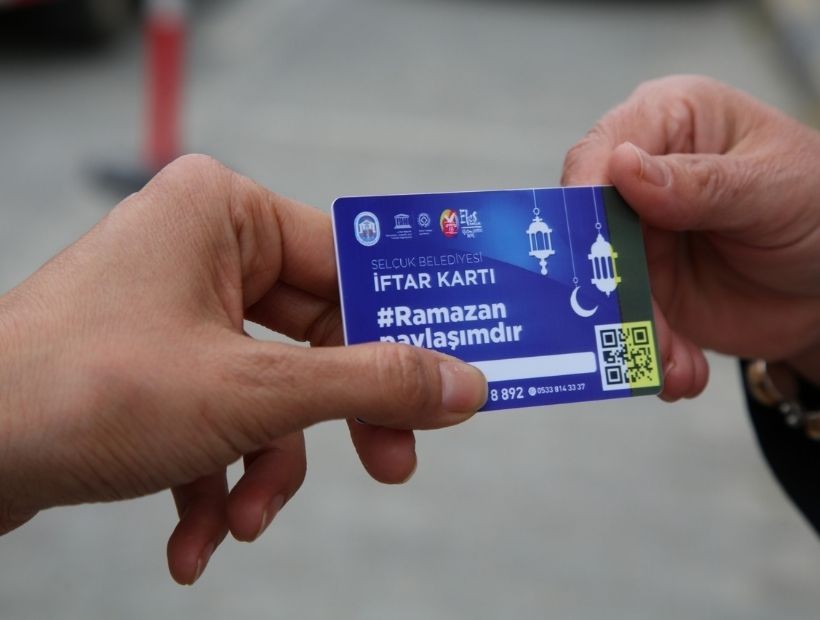 SELÇUK BELEDİYESİ
İFTAR KARTI
#Ramazan
paylaşımdır
8 892 0533 814 33 37